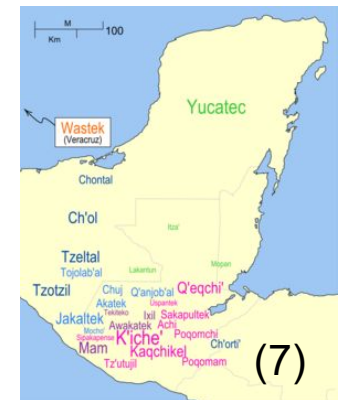 M
100
Km
Yucatec
Wastek
(Veracruz)
Chontal
Ch'ol
Itza'
Tzeltal
Lakantun
Mopan
Tojolab'al
Tzotzil
Chuj
Q'anjob'al
Q'eqchi'
Akatek
Uspantek
Tekiteko
Ixil
Sakapultek
Jakaltek
Awakatek
Achi
Mocho'
Sipakapense
K'iche'
Poqomchi
Ch'orti'
Mam
Kaqchikel
Tz'utujil
Poqomam
(7)